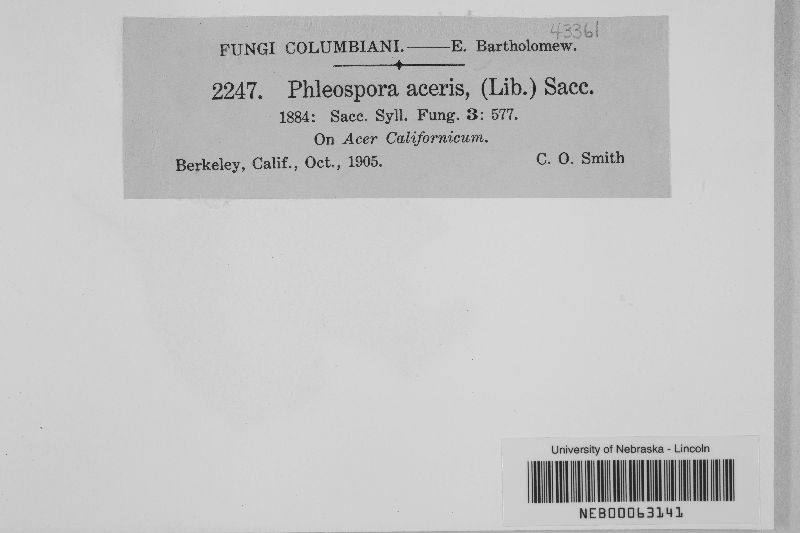 43361
FUNGI COLUMBIANI.——E. Bartholomew.
2247. Phleospora aceris, (Lib.) Sacc.
1884: Sacc. Syll. Fung. 3: 577.
On Acer Californicum.
Berkeley, Calif., Oct., 1905. C. O. Smith
University of Nebraska - Lincoln
NEB00063141